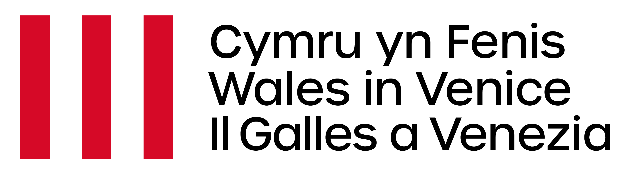 Cymru yn Fenis
Wales in Venice
Il Galles a Venezia